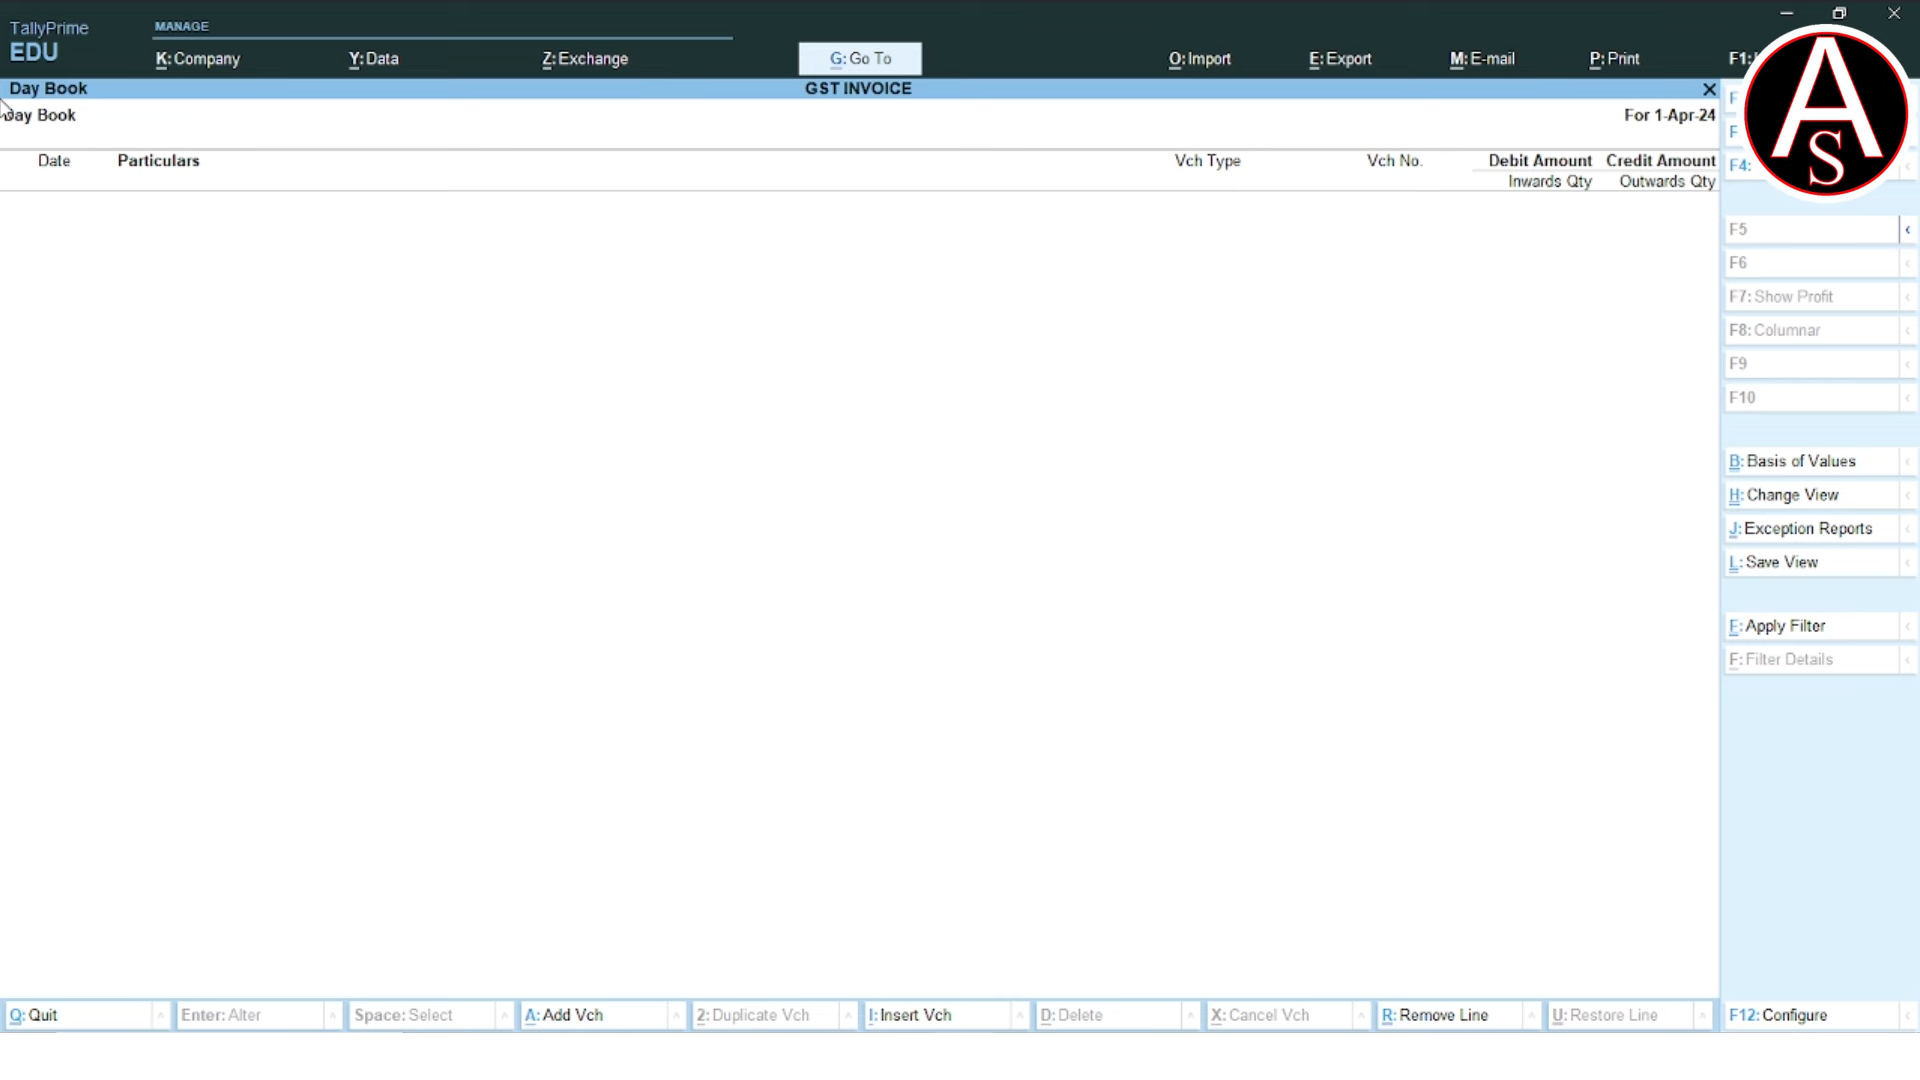 TallyPrime
EDU
MANAGE
K: Company
Y: Data
Z: Exchange
G: Go To
O: Import
E: Export
M: E-mail
P: Print
F1:
Day Book
GST INVOICE
Day Book
For 1-Apr-24
Date
Particulars
Vch Type
Vch No.
Debit Amount
Credit Amount
Inwards Qty
Outwards Qty
F
F
F4:
F5
F6
F7: Show Profit
F8: Columnar
F9
F10
B: Basis of Values
H: Change View
J: Exception Reports
L: Save View
F: Apply Filter
F: Filter Details
Q: Quit
Enter: Alter
Space: Select
A: Add Vch
2: Duplicate Vch
I: Insert Vch
D: Delete
X: Cancel Vch
R: Remove Line
U: Restore Line
F12: Configure
AS